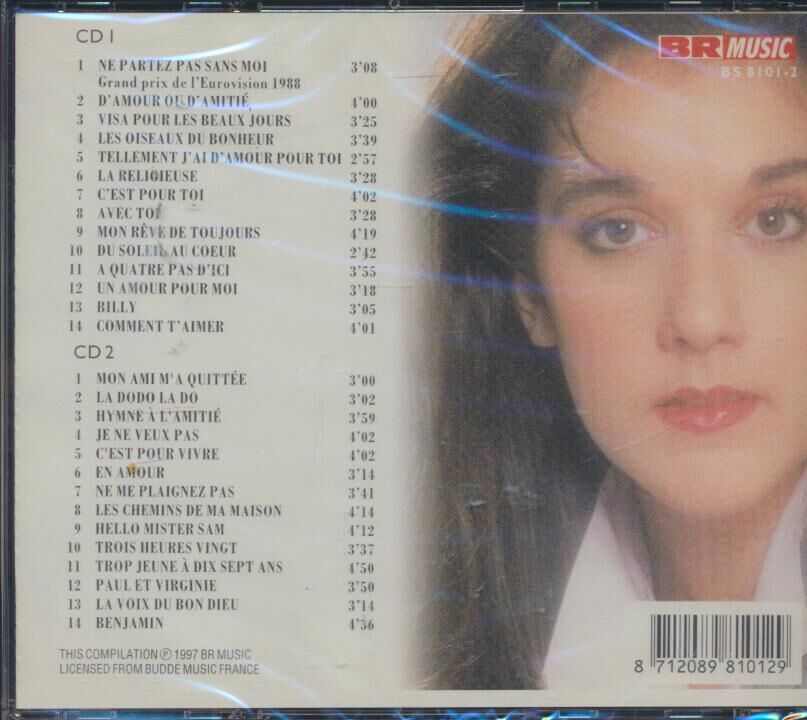 CD 1
1 NE PARTEZ PAS SANS MOI 3'08
Grand prix de l'Eurovision 1988
2 D'AMOUR OU D'AMITIÉ 4'00
3 VISA POUR LES BEAUX JOURS 3'25
4 LES OISEAUX DU BONHEUR 3'39
5 TELLEMENT J'AI D'AMOUR POUR TOI 2'57
6 LA RELIGIEUSE 3'28
7 C'EST POUR TOI 4'02
8 AVEC TOI 3'28
9 MON RÊVE DE TOUJOURS 4'19
10 DU SOLEIL AU COEUR 2'42
11 A QUATRE PAS D'ICI 3'55
12 UN AMOUR POUR MOI 3'18
13 BILLY 3'05
14 COMMENT T'AIMER 4'01
CD 2
1 MON AMI M'A QUITTÉE 3'00
2 LA DODO LA DO 3'02
3 HYMNE À L'AMITIÉ 3'59
4 JE NE VEUX PAS 4'02
5 C'EST POUR VIVRE 4'02
6 EN AMOUR 3'14
7 NE ME PLAIGNEZ PAS 3'41
8 LES CHEMINS DE MA MAISON 4'14
9 HELLO MISTER SAM 4'12
10 TROIS HEURES VINGT 3'37
11 TROP JEUNE À DIX SEPT ANS 4'50
12 PAUL ET VIRGINIE 3'50
13 LA VOIX DU BON DIEU 3'14
14 BENJAMIN 4'36
THIS COMPILATION ℗ 1997 BR MUSIC
LICENSED FROM BUDDE MUSIC FRANCE
BR MUSIC
BS 8101-2
8 712089 810129